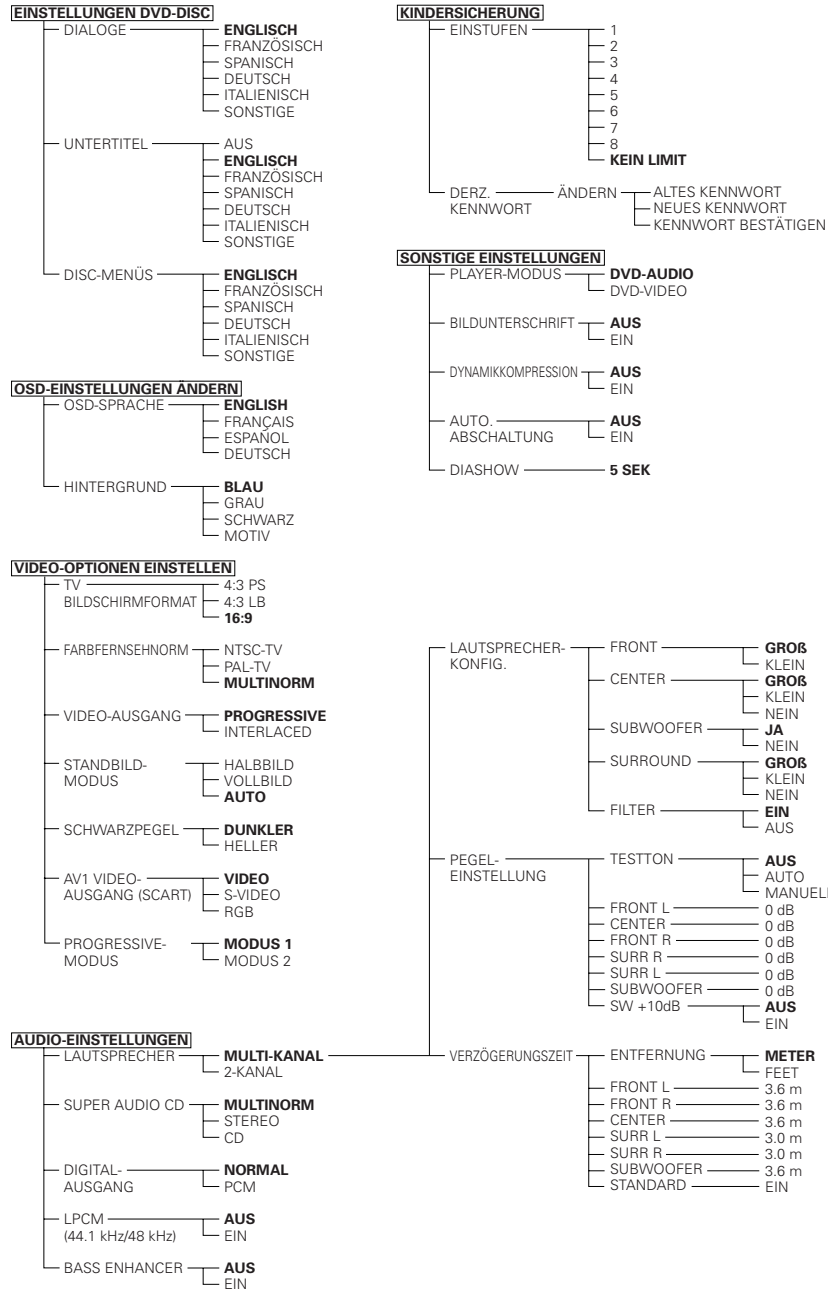 EINSTELLUNGEN DVD-DISC
DIALOGE
ENGLISCH
FRANZÖSISCH
SPANISCH
DEUTSCH
ITALIENISCH
SONSTIGE
UNTERTITEL
AUS
ENGLISCH
FRANZÖSISCH
SPANISCH
DEUTSCH
ITALIENISCH
SONSTIGE
DISC-MENÜS
ENGLISCH
FRANZÖSISCH
SPANISCH
DEUTSCH
ITALIENISCH
SONSTIGE
OSD-EINSTELLUNGEN ÄNDERN
OSD-SPRACHE
ENGLISH
FRANÇAIS
ESPAÑOL
DEUTSCH
HINTERGRUND
BLAU
GRAU
SCHWARZ
MOTIV
VIDEO-OPTIONEN EINSTELLEN
TV
BILDSCHIRMFORMAT
4:3 PS
4:3 LB
16:9
FARBFERNSEHNORM
NTSC-TV
PAL-TV
MULTINORM
VIDEO-AUSGANG
PROGRESSIVE
INTERLACED
STANDBILD-
MODUS
HALBBILD
VOLLBILD
AUTO
SCHWARZPEGEL
DUNKLER
HELLER
AV1 VIDEO-
AUSGANG (SCART)
VIDEO
S-VIDEO
RGB
PROGRESSIVE-
MODUS
MODUS 1
MODUS 2
AUDIO-EINSTELLUNGEN
LAUTSPRECHER
MULTI-KANAL
2-KANAL
SUPER AUDIO CD
MULTINORM
STEREO
CD
DIGITAL-
AUSGANG
NORMAL
PCM
LPCM
(44.1 kHz/48 kHz)
AUS
EIN
BASS ENHANCER
AUS
EIN
KINDERSICHERUNG
EINSTUFEN
1
2
3
4
5
6
7
8
KEIN LIMIT
DERZ.
KENNWORT
ÄNDERN
ALTES KENNWORT
NEUES KENNWORT
KENNWORT BESTÄTIGEN
SONSTIGE EINSTELLUNGEN
PLAYER-MODUS
DVD-AUDIO
DVD-VIDEO
BILDUNTERSCHRIFT
AUS
EIN
DYNAMIKKOMPRESSION
AUS
EIN
AUTO.
ABSCHALTUNG
AUS
EIN
DIASHOW
5 SEK
LAUTSPRECHER-
KONFIG.
FRONT
GROß
KLEIN
CENTER
GROß
KLEIN
NEIN
SUBWOOFER
JA
NEIN
SURROUND
GROß
KLEIN
NEIN
FILTER
EIN
AUS
PEGEL-
EINSTELLUNG
TESTTON
AUS
AUTO
MANUELL
FRONT L 0 dB
CENTER 0 dB
FRONT R 0 dB
SURR R 0 dB
SURR L 0 dB
SUBWOOFER 0 dB
SW +10dB
AUS
EIN
VERZÖGERUNGSZEIT
ENTFERNUNG
METER
FEET
FRONT L 3.6 m
FRONT R 3.6 m
CENTER 3.6 m
SURR L 3.0 m
SURR R 3.0 m
SUBWOOFER 3.6 m
STANDARD EIN